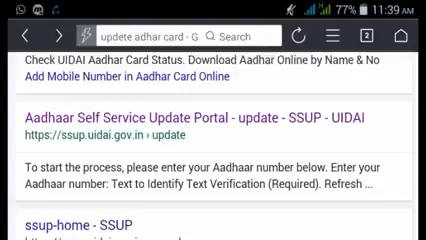 77% 11:39 AM
updete adhar card - G Search
2
Check UIDAI Aadhar Card Status. Download Aadhar Online by Name & No
Add Mobile Number in Aadhar Card Online
Aadhaar Self Service Update Portal - update - SSUP - UIDAI
https://ssup.uidai.gov.in › update
To start the process, please enter your Aadhaar number below. Enter your
Aadhaar number: Text to Identify Text Verification (Required). Refresh ...
ssup-home - SSUP